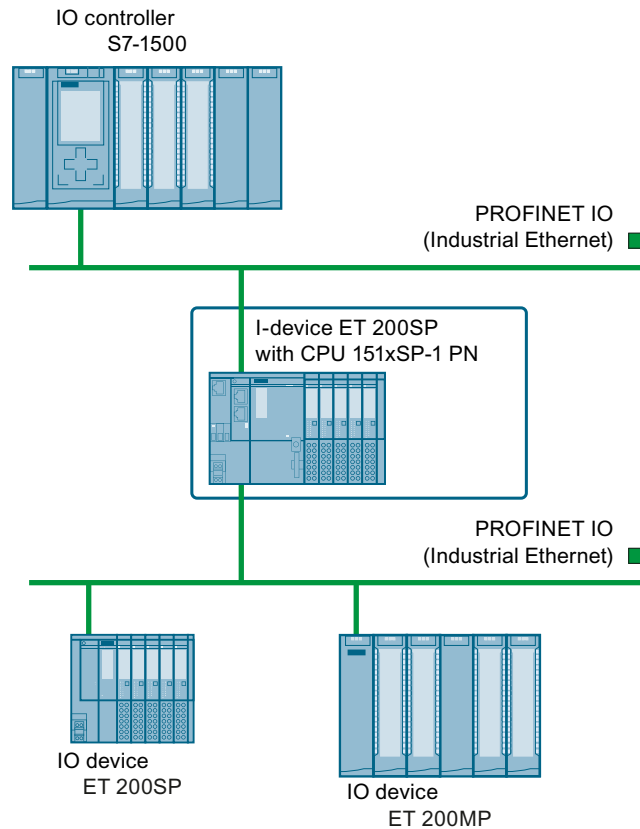 IO controller
S7-1500
PROFINET IO
(Industrial Ethernet)
I-device ET 200SP
with CPU 151xSP-1 PN
PROFINET IO
(Industrial Ethernet)
IO device
ET 200SP
IO device
ET 200MP